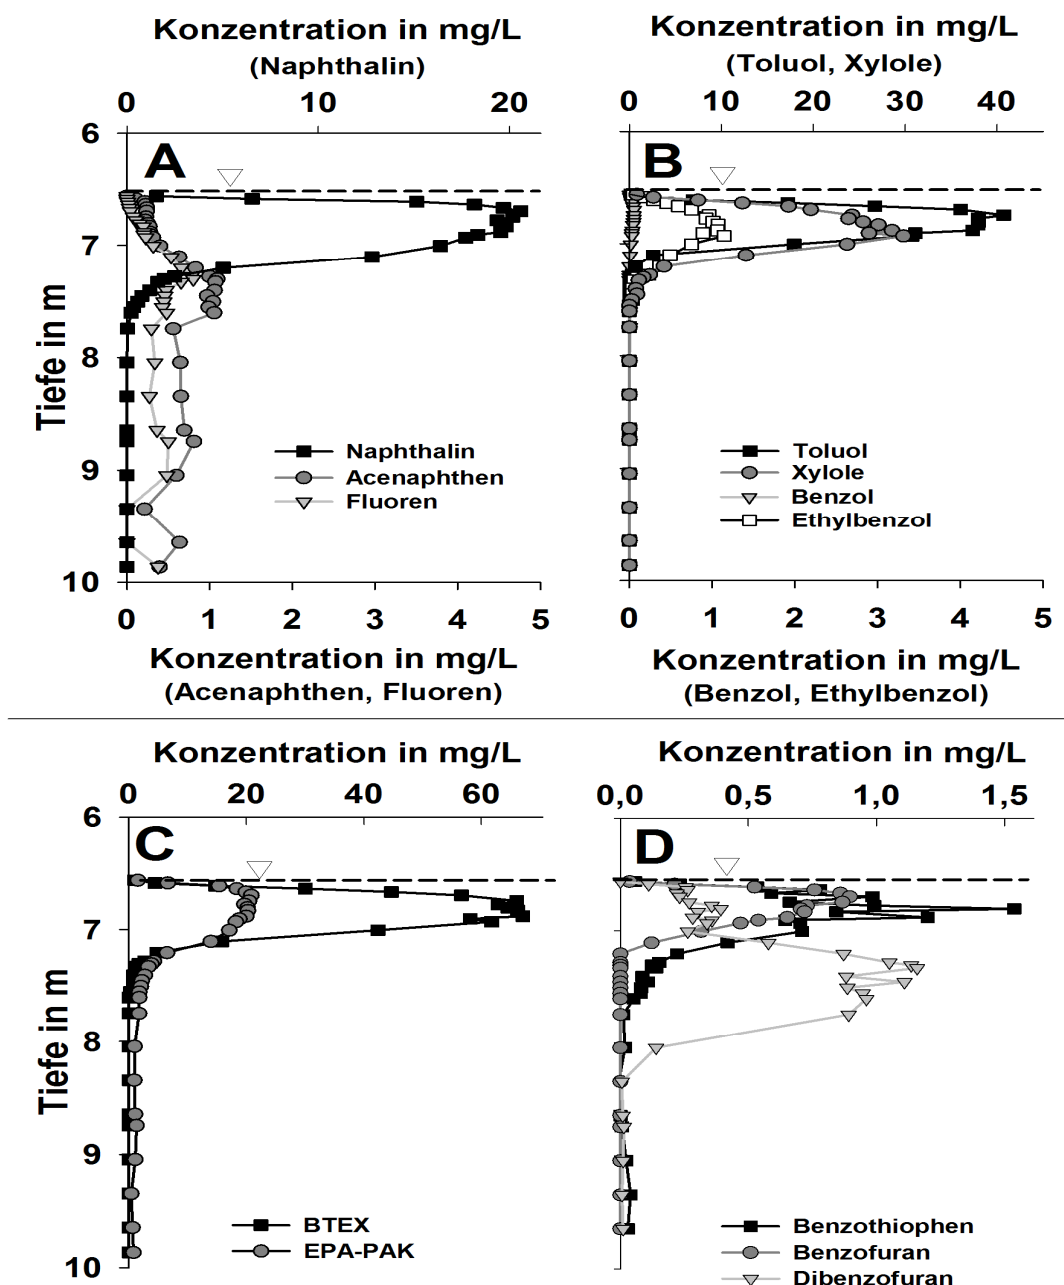 Konzentration in mg/L
(Naphthalin)
0 10 20
6
A
7
8
9
10
Tiefe in m
Naphthalin
Acenaphthen
Fluoren
0 1 2 3 4 5
Konzentration in mg/L
(Acenaphthen, Fluoren)
Konzentration in mg/L
(Toluol, Xylole)
0 10 20 30 40
B
Toluol
Xylole
Benzol
Ethylbenzol
0 1 2 3 4 5
Konzentration in mg/L
(Benzol, Ethylbenzol)
Konzentration in mg/L
0 20 40 60
6
C
7
8
9
10
Tiefe in m
BTEX
EPA-PAK
Konzentration in mg/L
0,0 0,5 1,0 1,5
D
Benzothiophen
Benzofuran
Dibenzofuran